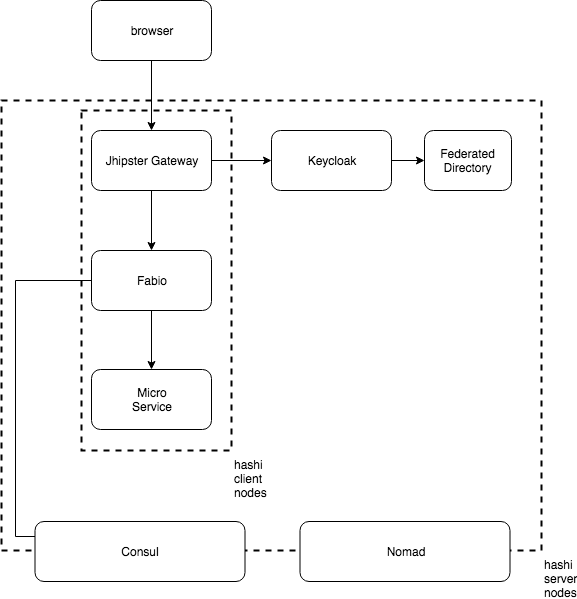 browser
Jhipster Gateway
Keycloak
Federated
Directory
Fabio
Micro
Service
hashi
client
nodes
Consul
Nomad
hashi
server
nodes